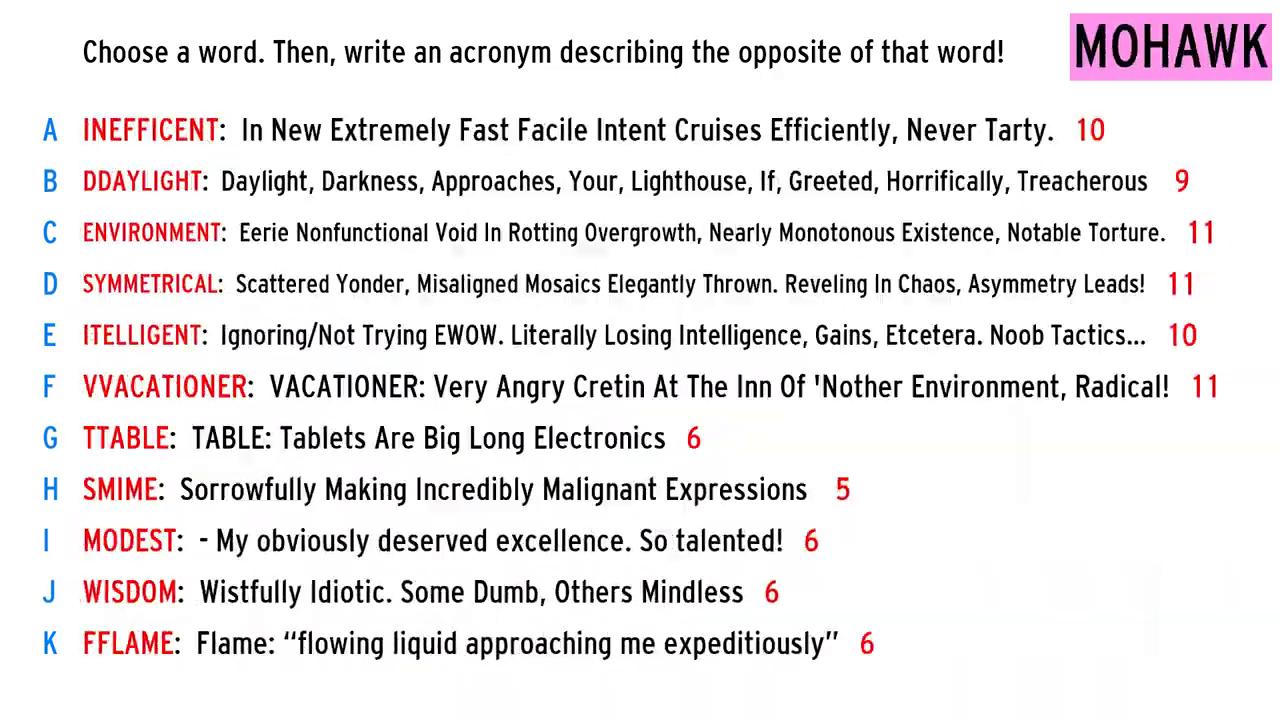 Choose a word. Then, write an acronym describing the opposite of that word!
MOHAWK
A INEFFICENT: In New Extremely Fast Facile Intent Cruises Efficiently, Never Tarty. 10
B DDAYLIGHT: Daylight, Darkness, Approaches, Your, Lighthouse, If, Greeted, Horrifically, Treacherous 9
C ENVIRONMENT: Eerie Nonfunctional Void In Rotting Overgrowth, Nearly Monotonous Existence, Notable Torture. 11
D SYMMETRICAL: Scattered Yonder, Misaligned Mosaics Elegantly Thrown. Reveling In Chaos, Asymmetry Leads! 11
E ITELLIGENT: Ignoring/Not Trying EWOW. Literally Losing Intelligence, Gains, Etcetera. Noob Tactics... 10
F VVACATIONER: VACATIONER: Very Angry Cretin At The Inn Of 'Nother Environment, Radical! 11
G TTABLE: TABLE: Tablets Are Big Long Electronics 6
H SMIME: Sorrowfully Making Incredibly Malignant Expressions 5
I MODEST: - My obviously deserved excellence. So talented! 6
J WISDOM: Wistfully Idiotic. Some Dumb, Others Mindless 6
K FFLAME: Flame: “flowing liquid approaching me expeditiously” 6